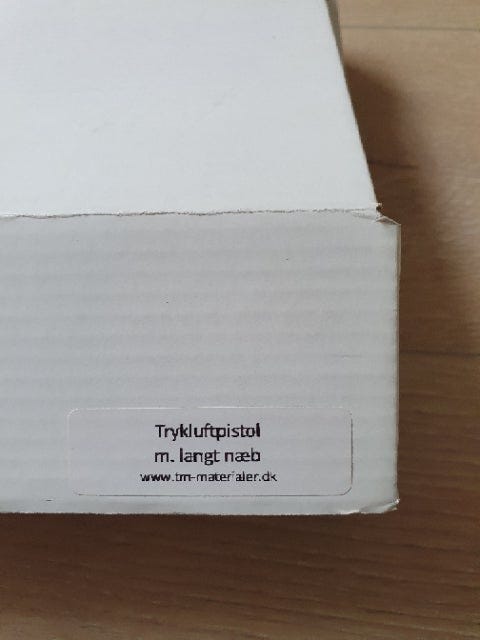 Trykluftpistol
m. langt næb
www.tm-materialer.dk